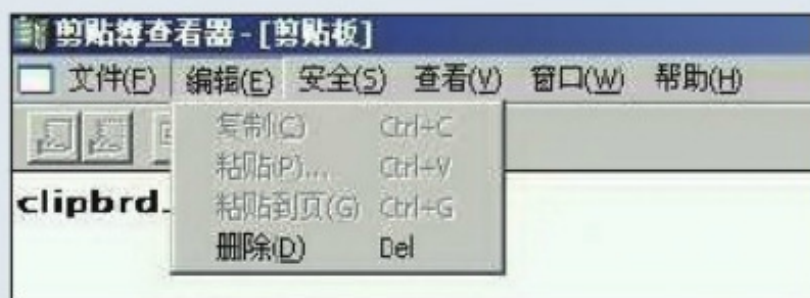 剪贴簿查看器 - [剪贴板]
文件(F) 编辑(E) 安全(S) 查看(V) 窗口(W) 帮助(H)
复制(C) Ctrl+C
粘贴(P)... Ctrl+V
粘贴到页(G) Ctrl+G
删除(D) Del
clipbrd.